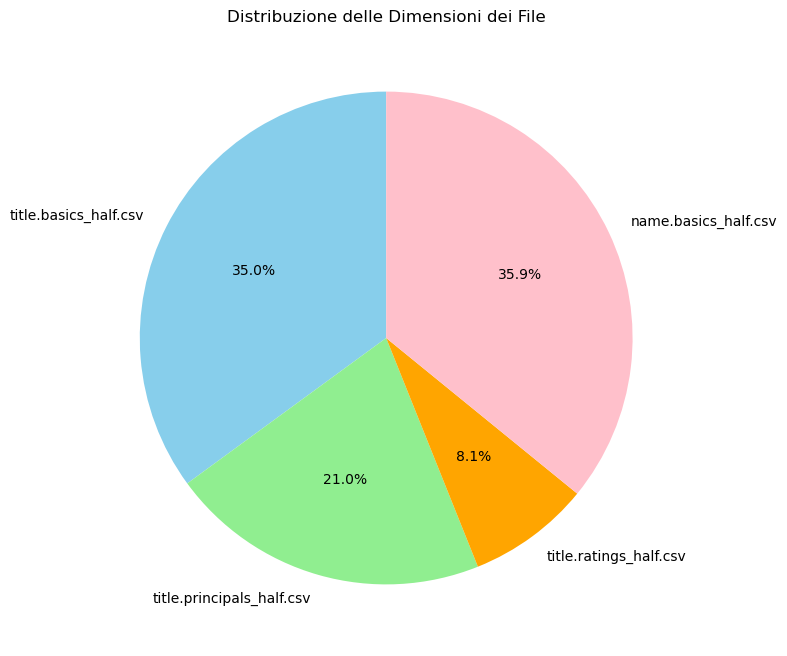 Distribuzione delle Dimensioni dei File
title.basics_half.csv
name.basics_half.csv
35.0%
35.9%
8.1%
21.0%
title.ratings_half.csv
title.principals_half.csv